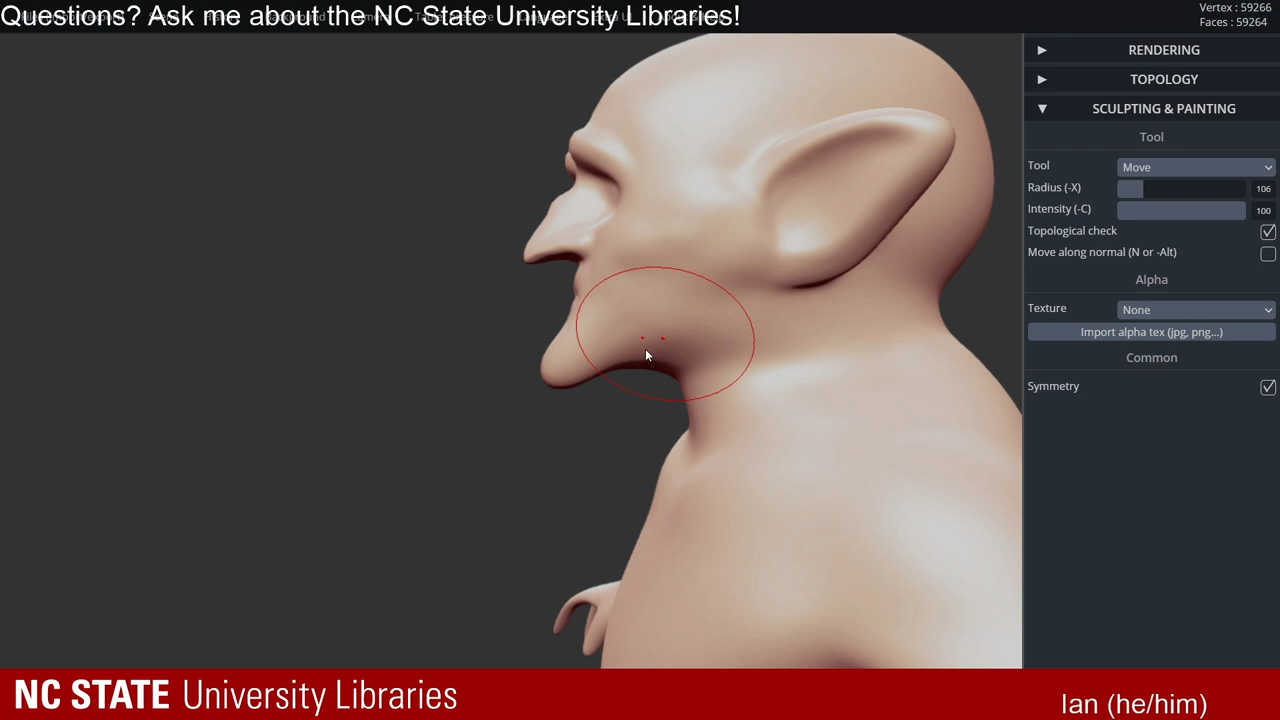 Questions? Ask me about the NC State University Libraries!
Vertex : 59266
Faces : 59264
RENDERING
TOPOLOGY
SCULPTING & PAINTING
Tool
Tool
Move
Radius (-X)
106
Intensity (-C)
100
Topological check
Move along normal (N or -Alt)
Alpha
Texture
None
Import alpha tex (jpg, png...)
Common
Symmetry
NC STATE University Libraries
Ian (he/him)